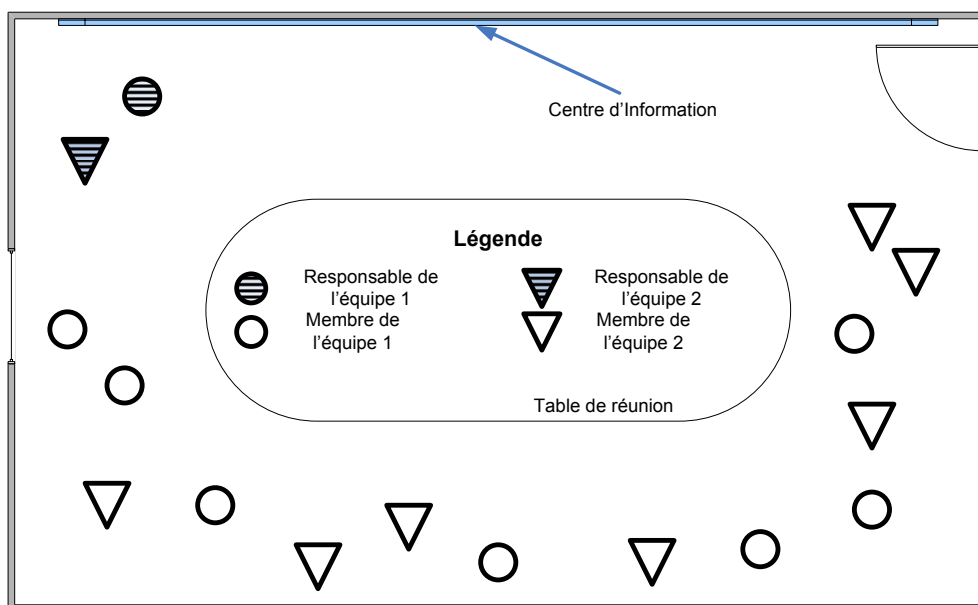 Centre d’Information
Légende
Responsable de
l’équipe 1
Responsable de
l’équipe 2
Membre de
l’équipe 1
Membre de
l’équipe 2
Table de réunion